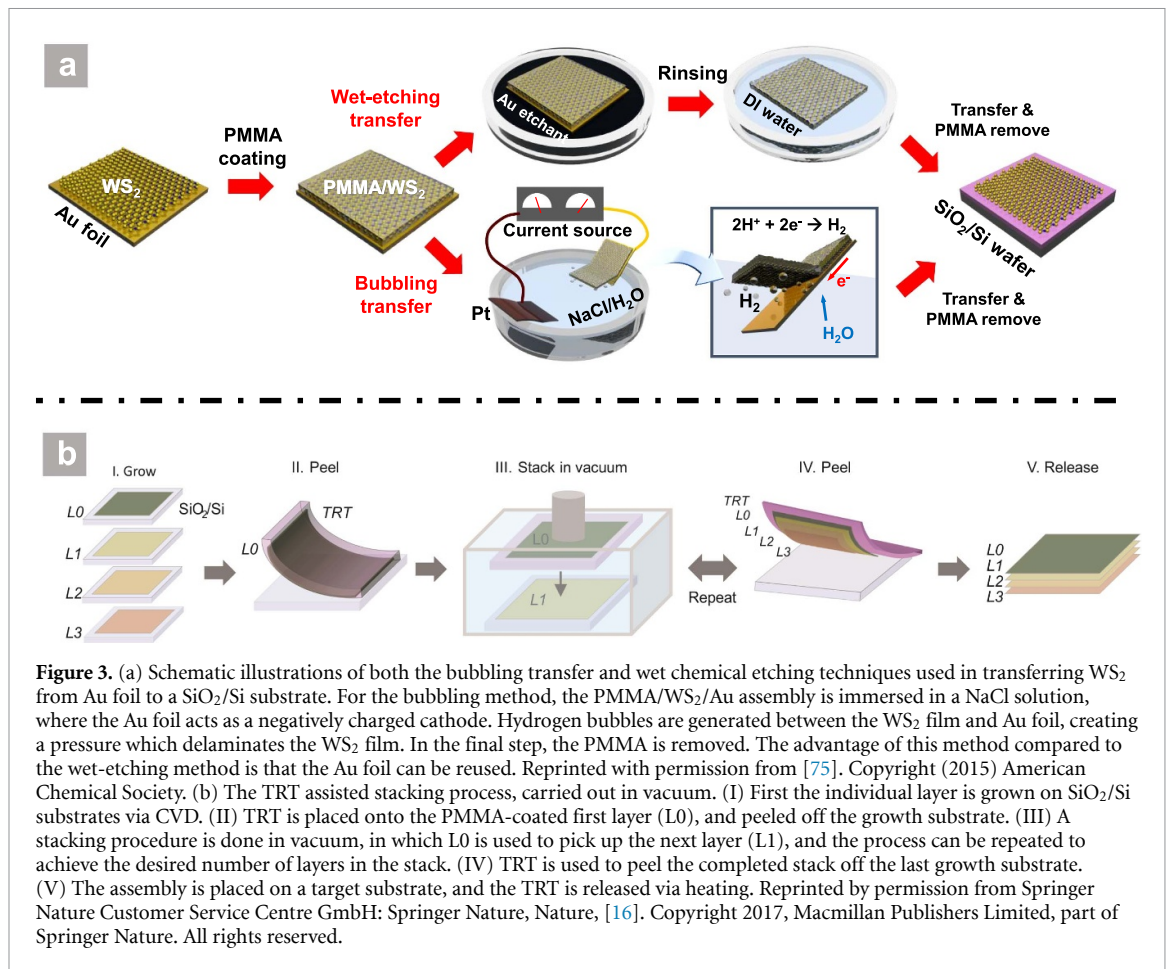 a
WS₂
Au foil
PMMA
coating
PMMA/WS₂
Wet-etching
transfer
Au etchant
Rinsing
DI water
Transfer &
PMMA remove
Bubbling
transfer
Current source
Pt
NaCl/H₂O
2H⁺ + 2e⁻ → H₂
H₂
e⁻
H₂O
Transfer &
PMMA remove
SiO₂/Si wafer
b
I. Grow
L0
SiO₂/Si
L1
L2
L3
II. Peel
TRT
L0
III. Stack in vacuum
L0
L1
Repeat
IV. Peel
TRT
L0
L1
L2
L3
V. Release
L0
L1
L2
L3
Figure 3. (a) Schematic illustrations of both the bubbling transfer and wet chemical etching techniques used in transferring WS₂
from Au foil to a SiO₂/Si substrate. For the bubbling method, the PMMA/WS₂/Au assembly is immersed in a NaCl solution,
where the Au foil acts as a negatively charged cathode. Hydrogen bubbles are generated between the WS₂ film and Au foil, creating
a pressure which delaminates the WS₂ film. In the final step, the PMMA is removed. The advantage of this method compared to
the wet-etching method is that the Au foil can be reused. Reprinted with permission from [75]. Copyright (2015) American
Chemical Society. (b) The TRT assisted stacking process, carried out in vacuum. (I) First the individual layer is grown on SiO₂/Si
substrates via CVD. (II) TRT is placed onto the PMMA-coated first layer (L0), and peeled off the growth substrate. (III) A
stacking procedure is done in vacuum, in which L0 is used to pick up the next layer (L1), and the process can be repeated to
achieve the desired number of layers in the stack. (IV) TRT is used to peel the completed stack off the last growth substrate.
(V) The assembly is placed on a target substrate, and the TRT is released via heating. Reprinted by permission from Springer
Nature Customer Service Centre GmbH: Springer Nature, Nature, [16]. Copyright 2017, Macmillan Publishers Limited, part of
Springer Nature. All rights reserved.